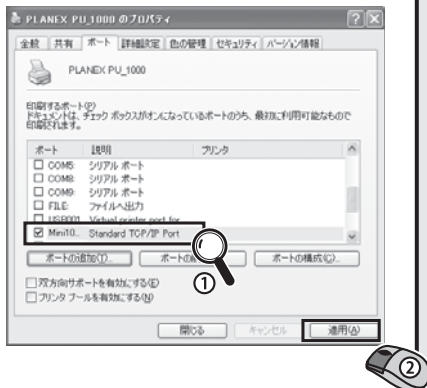 PLANEX PU_1000 のプロパティ
全般 共有 ポート 詳細設定 色の管理 セキュリティ バージョン情報
PLANEX PU_1000
印刷するポート(P)
ドキュメントは、チェック ボックスがオンになっているポートのうち、最初に利用可能なもので
印刷されます。
ポート 説明 プリンタ
COM5: シリアル ポート
COM8: シリアル ポート
COM9: シリアル ポート
FILE: ファイルへ出力
USB001 Virtual printer port for
Mini10... Standard TCP/IP Port
ポートの追加(T)... ポートの ポートの構成(C)...
①
双方向サポートを有効にする(E)
プリンタ プールを有効にする(N)
閉じる キャンセル 適用(A)
②